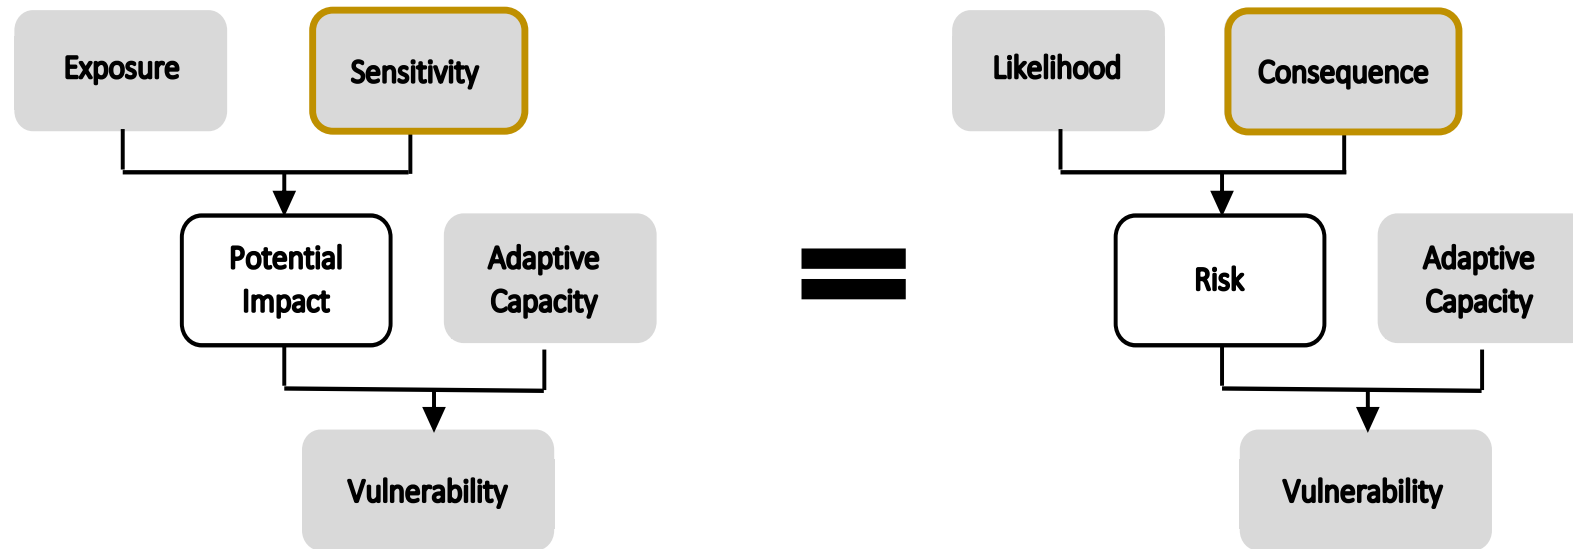 Exposure
Sensitivity
Potential
Impact
Adaptive
Capacity
Vulnerability
=
Likelihood
Consequence
Risk
Adaptive
Capacity
Vulnerability